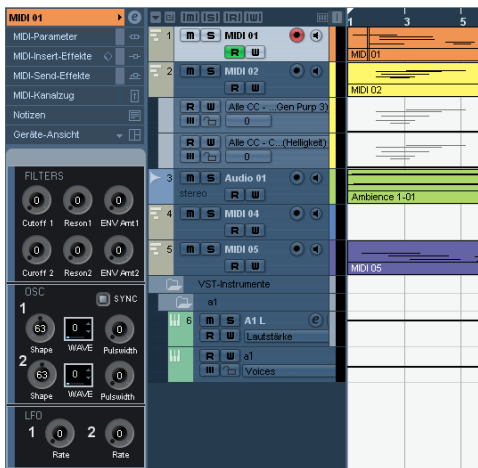 MIDI 01
MIDI-Parameter
MIDI-Insert-Effekte
MIDI-Send-Effekte
MIDI-Kanalzug
Notizen
Geräte-Ansicht
FILTERS
0 0 0
Cutoff 1 Reson1 ENV Amt1
0 0 0
Curoff 2 Reson2 ENV Amt2
OSC
SYNC
1
63 0 0
Shape WAVE Pulswidth
2
63 0 0
Shape WAVE Pulswidth
LFO
1 0 2 0
Rate Rate
M S R W
1 m S MIDI 01
R W
2 m S MIDI 02
R W Alle CC - ...Gen Purp 3)
0
R W Alle CC - C...(Helligkeit)
0
3 m S Audio 01
stereo R W
4 m S MIDI 04
R W
5 m S MIDI 05
R W
VST-Instrumente
a1
6 m S A1 L e
R W Lautstärke
R W a1
Voices
1 3 5
MIDI 01
MIDI 02
Ambience 1-01
MIDI 05